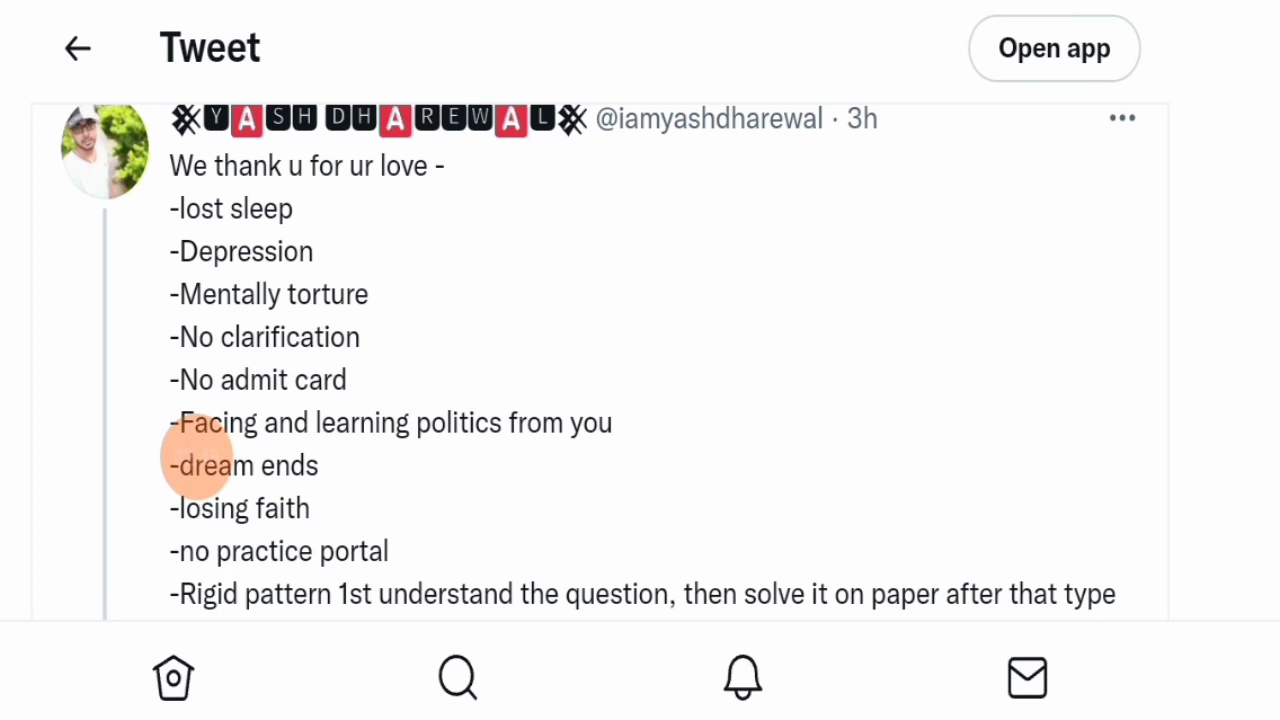 Tweet
Open app
YASH DHAREWAL @iamyashdharewal · 3h
We thank u for ur love -
-lost sleep
-Depression
-Mentally torture
-No clarification
-No admit card
-Facing and learning politics from you
-dream ends
-losing faith
-no practice portal
-Rigid pattern 1st understand the question, then solve it on paper after that type